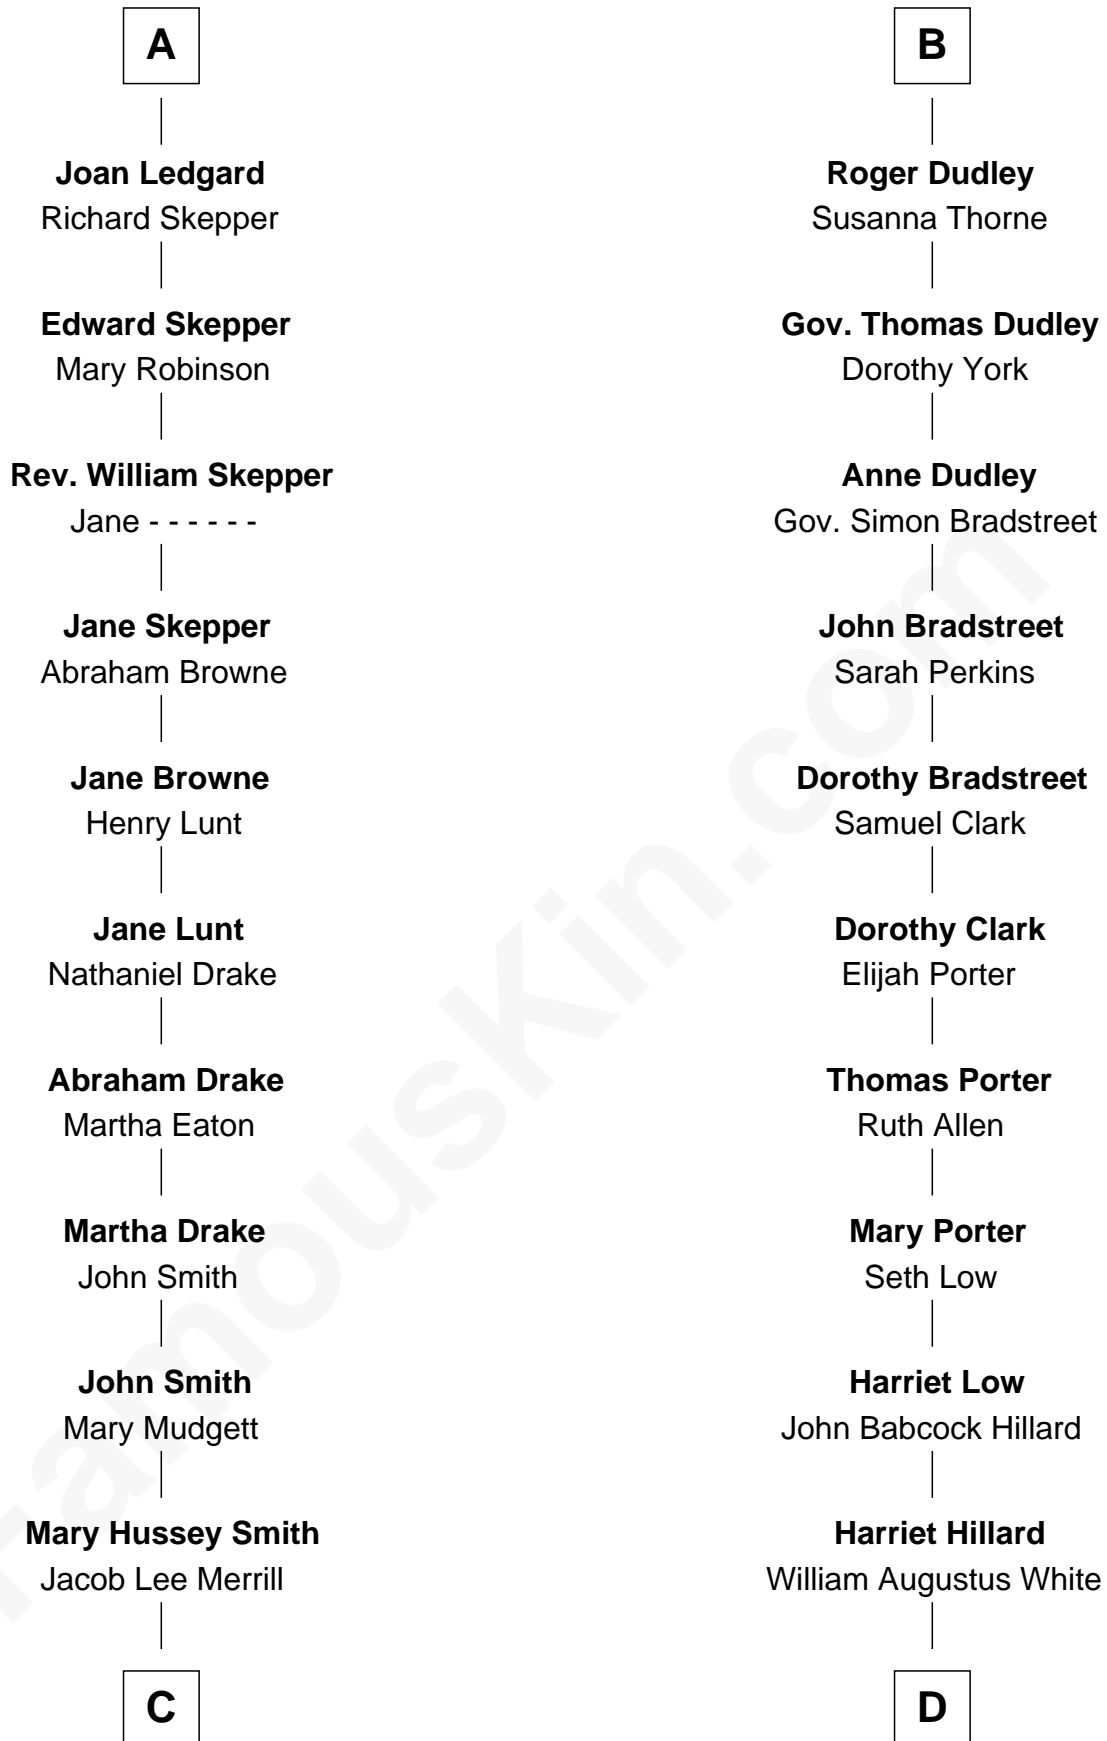 A
Joan Ledgard
Richard Skepper
Edward Skepper
Mary Robinson
Rev. William Skepper
Jane - - - - - -
Jane Skepper
Abraham Browne
Jane Browne
Henry Lunt
Jane Lunt
Nathaniel Drake
Abraham Drake
Martha Eaton
Martha Drake
John Smith
John Smith
Mary Mudgett
Mary Hussey Smith
Jacob Lee Merrill
C
B
Roger Dudley
Susanna Thorne
Gov. Thomas Dudley
Dorothy York
Anne Dudley
Gov. Simon Bradstreet
John Bradstreet
Sarah Perkins
Dorothy Bradstreet
Samuel Clark
Dorothy Clark
Elijah Porter
Thomas Porter
Ruth Allen
Mary Porter
Seth Low
Harriet Low
John Babcock Hillard
Harriet Hillard
William Augustus White
D
FamousKin.com